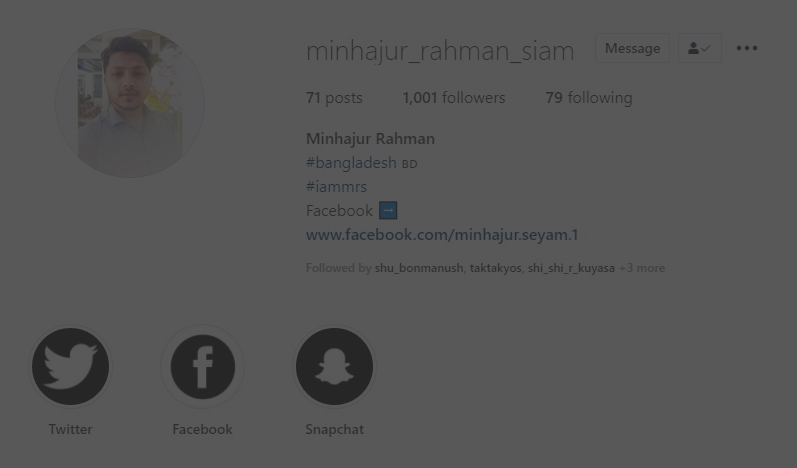 minhajur_rahman_siam Message
71 posts 1,001 followers 79 following
Minhajur Rahman
#bangladesh BD
#iammrs
Facebook ➡
www.facebook.com/minhajur.seyam.1
Followed by shu_bonmanush, taktakyos, shi_shi_r_kuyasa +3 more
Twitter Facebook Snapchat